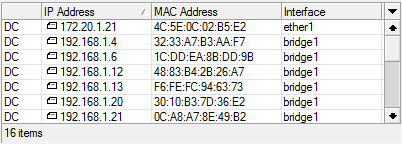 IP Address MAC Address Interface
DC 172.20.1.21 4C:5E:0C:02:B5:E2 ether1
DC 192.168.1.4 32:33:A7:B3:AA:F7 bridge1
DC 192.168.1.6 1C:DD:EA:8B:DD:9B bridge1
DC 192.168.1.12 48:83:B4:2B:26:A7 bridge1
DC 192.168.1.13 F6:FE:FC:94:63:73 bridge1
DC 192.168.1.20 30:10:B3:7D:36:E2 bridge1
DC 192.168.1.21 0C:A8:A7:8E:49:B2 bridge1
16 items